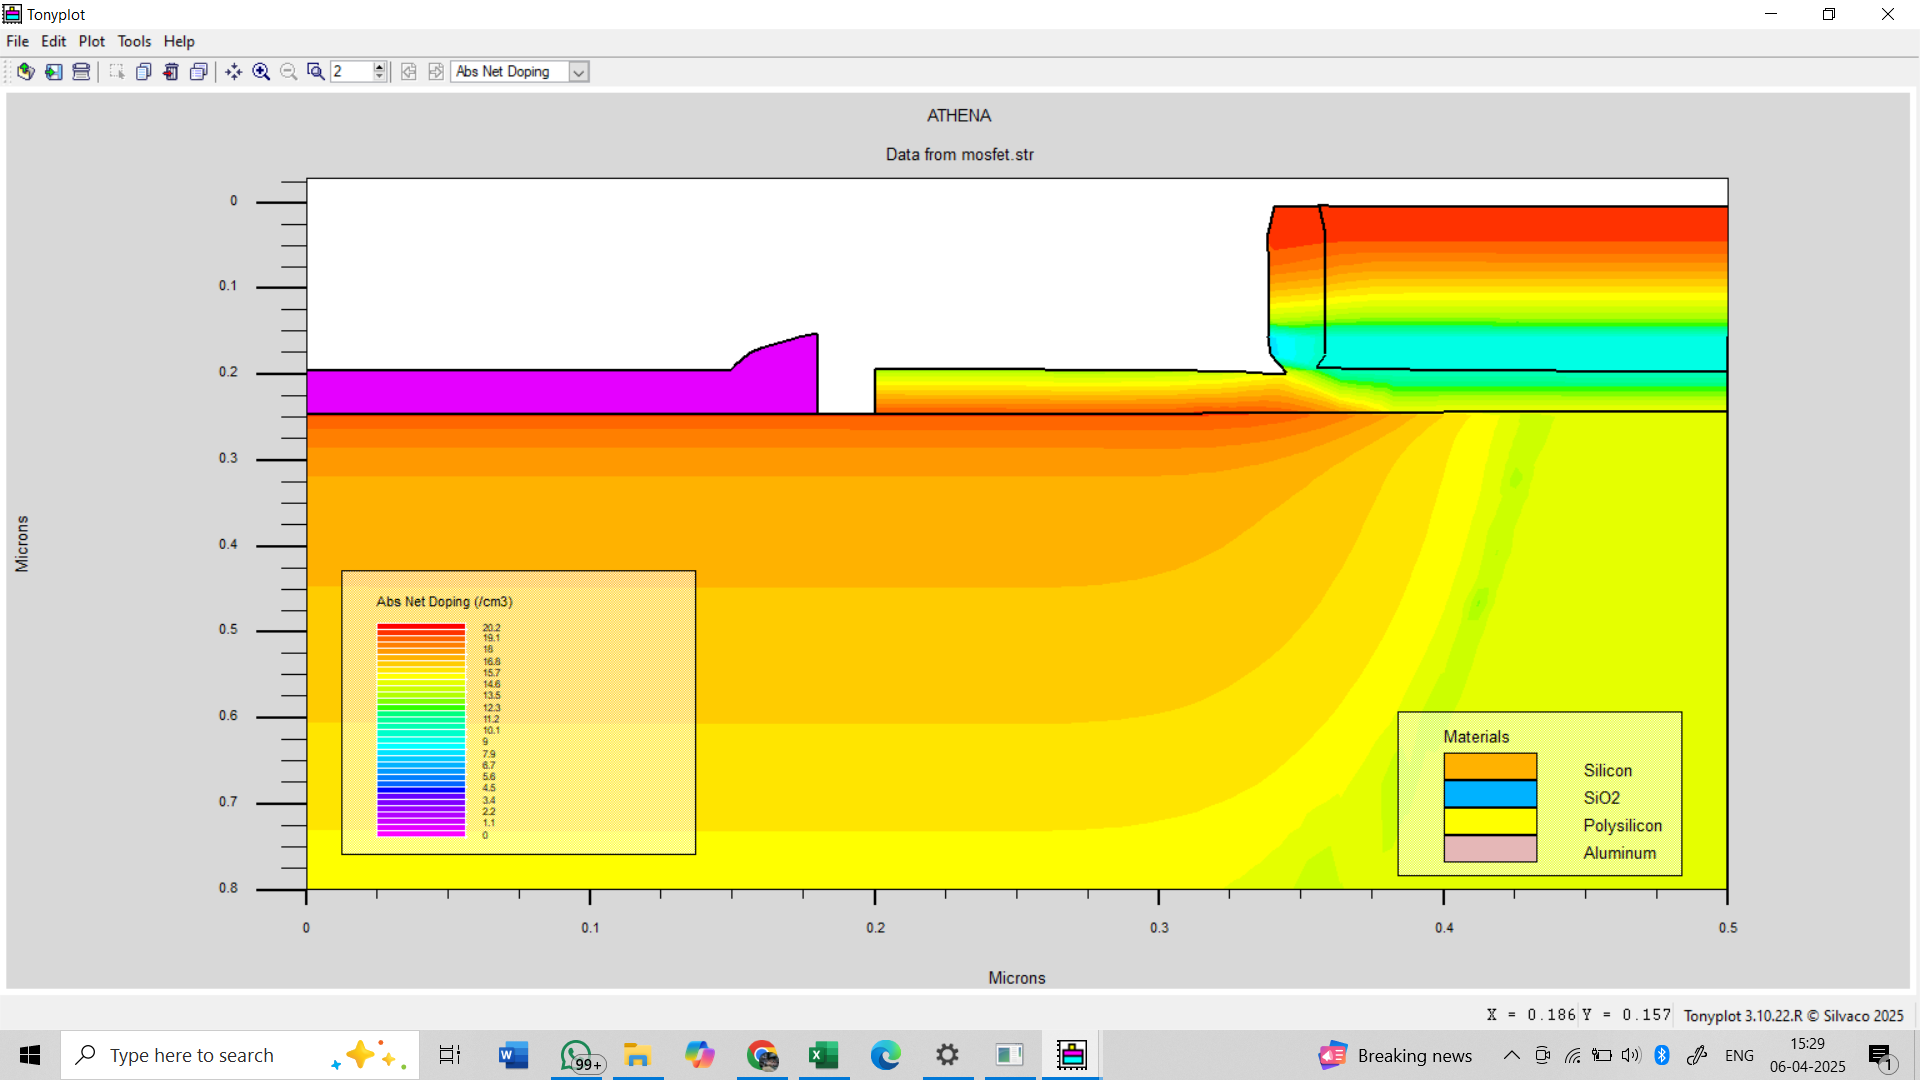 Tonyplot
File Edit Plot Tools Help
2 Abs Net Doping
ATHENA
Data from mosfet.str
0
0.1
0.2
0.3
0.4
0.5
0.6
0.7
0.8
Microns
Abs Net Doping (/cm3)
20.2
19.1
18
16.8
15.7
14.6
13.5
12.3
11.2
10.1
9
7.9
6.7
5.6
4.5
3.4
2.2
1.1
0
Materials
Silicon
SiO2
Polysilicon
Aluminum
0 0.1 0.2 0.3 0.4 0.5
Microns
X = 0.186 Y = 0.157 Tonyplot 3.10.22.R © Silvaco 2025
Type here to search
99+
Breaking news
ENG
15:29
06-04-2025
1